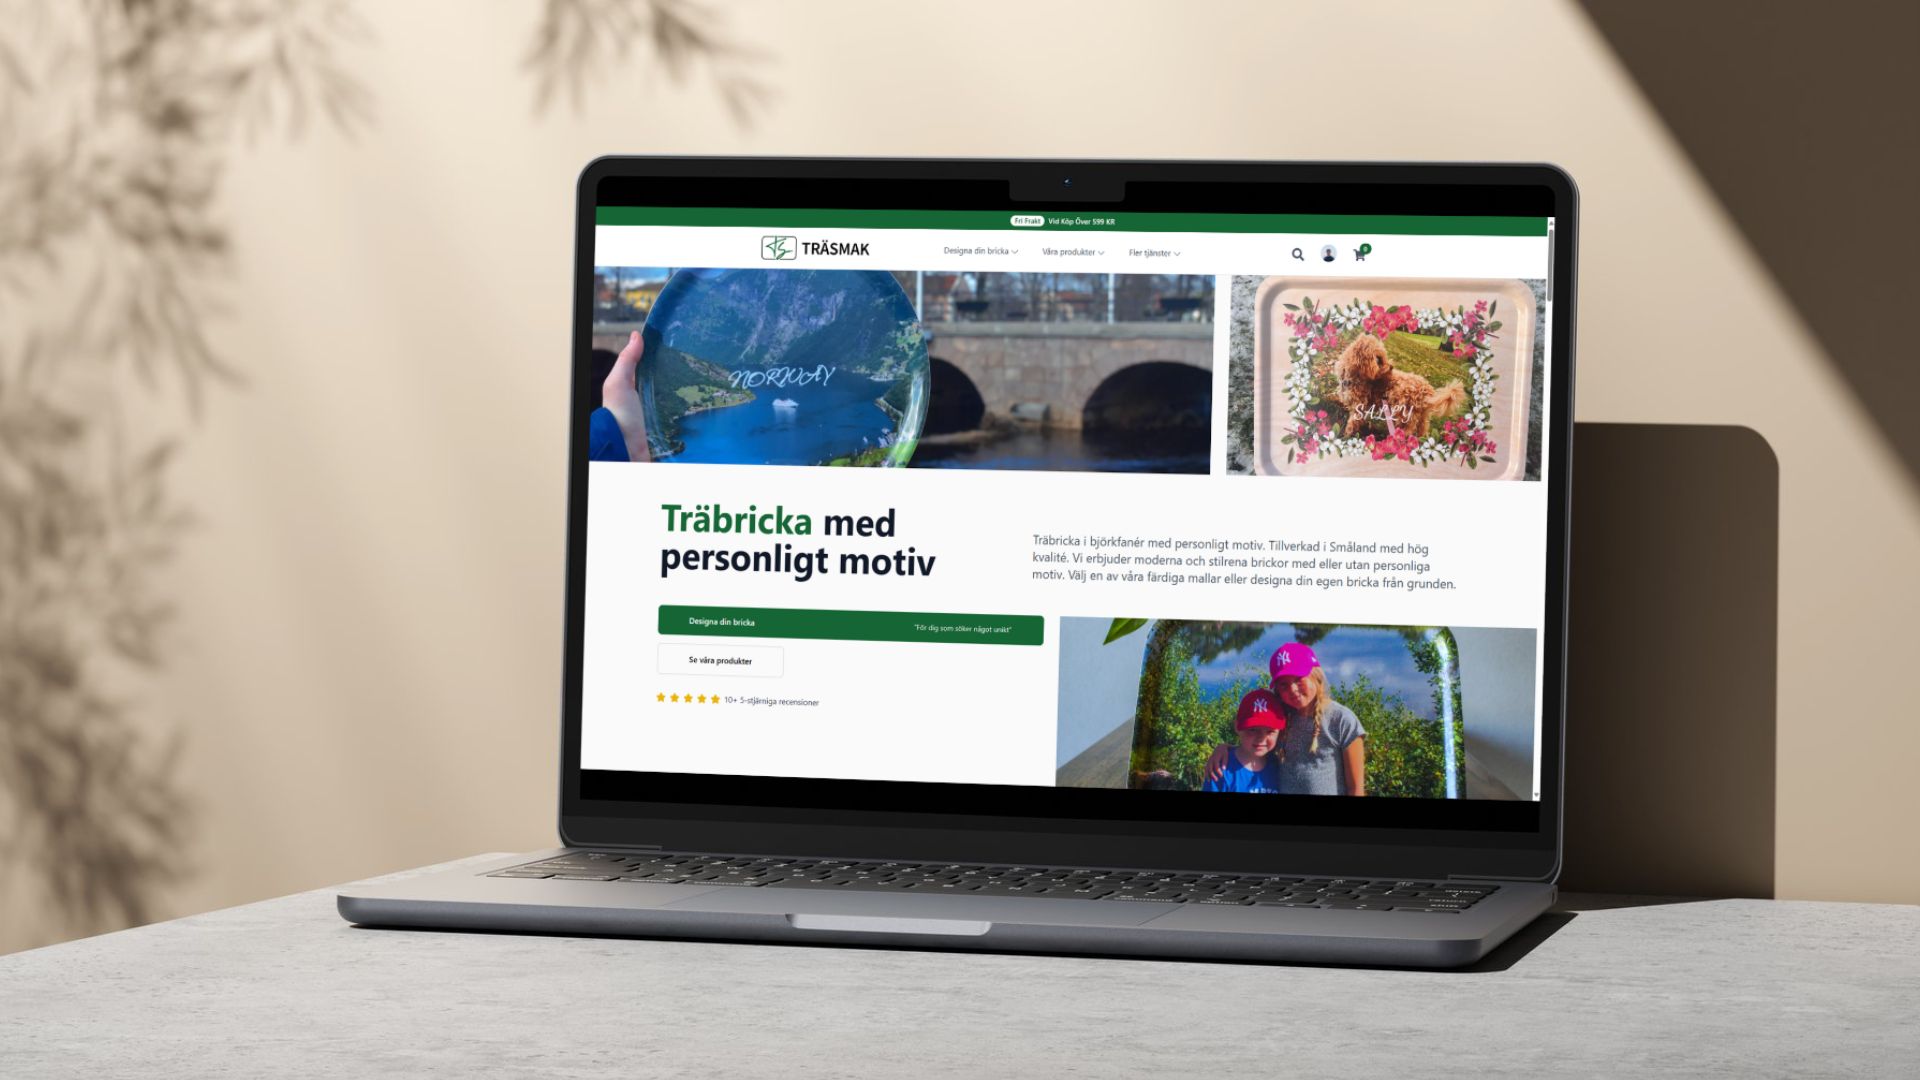 Fri Frakt Vid Köp Över 599 KR
TS TRÄSMAK
Designa din bricka Våra produkter Fler tjänster
0
NORWAY
SALLY
Träbricka med
personligt motiv
Träbricka i björkfanér med personligt motiv. Tillverkad i Småland med hög
kvalité. Vi erbjuder moderna och stilrena brickor med eller utan personliga
motiv. Välj en av våra färdiga mallar eller designa din egen bricka från grunden.
Designa din bricka "För dig som söker något unikt"
Se våra produkter
10+ 5-stjärniga recensioner
NY
NY